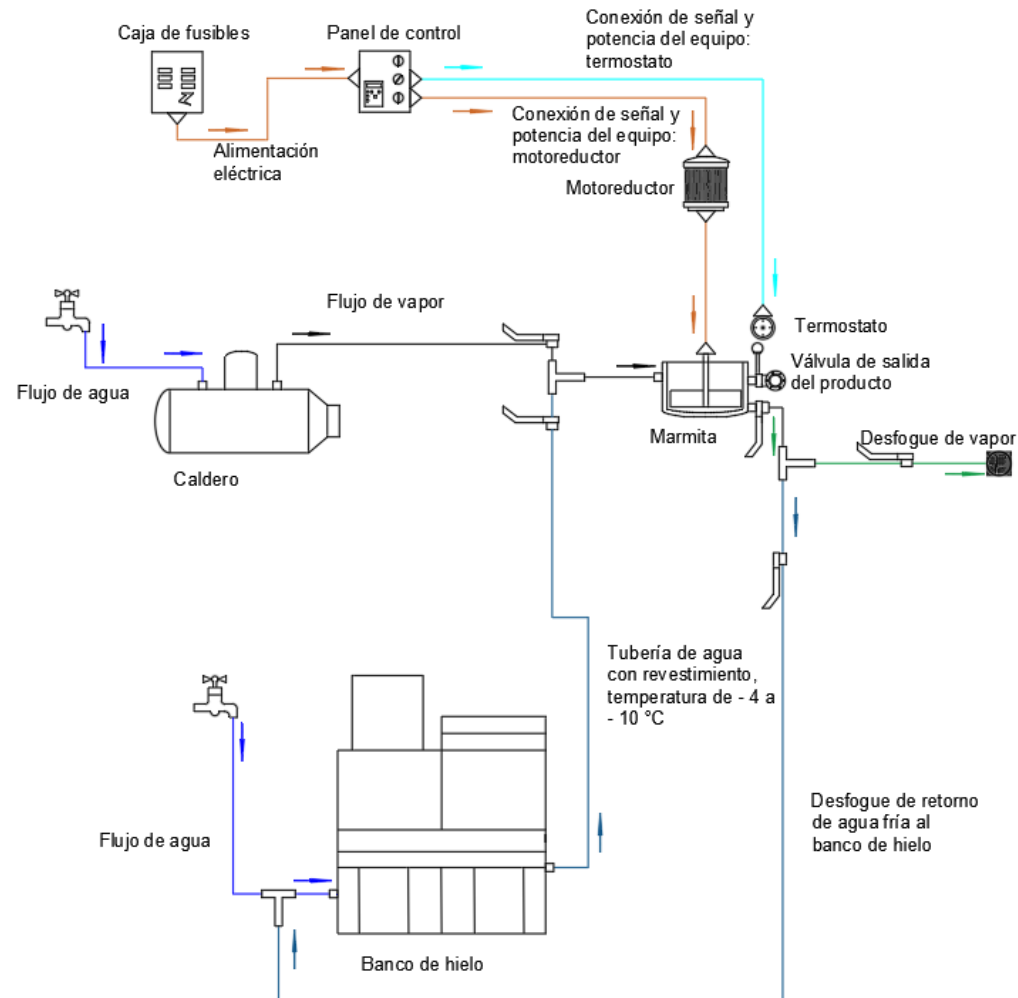 Caja de fusibles
Panel de control
Conexión de señal y
potencia del equipo:
termostato
Conexión de señal y
potencia del equipo:
motoreductor
Alimentación
eléctrica
Motoreductor
Flujo de vapor
Termostato
Válvula de salida
del producto
Flujo de agua
Marmita
Desfogue de vapor
Caldero
Tubería de agua
con revestimiento,
temperatura de - 4 a
- 10 °C
Desfogue de retorno
de agua fría al
banco de hielo
Flujo de agua
Banco de hielo